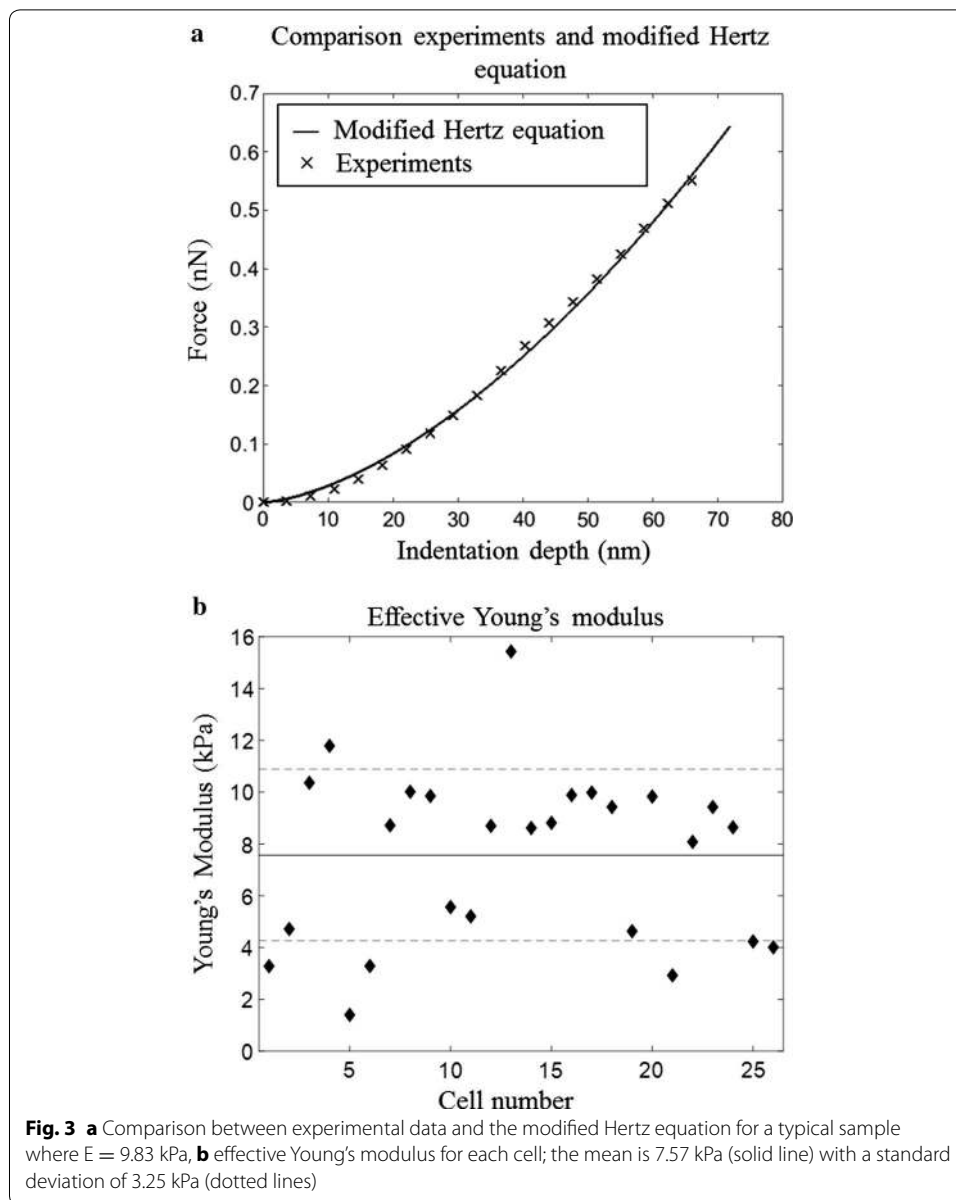 a
Comparison experiments and modified Hertz
equation
0.7
0.6
0.5
0.4
0.3
0.2
0.1
0
Force (nN)
— Modified Hertz equation
× Experiments
0 10 20 30 40 50 60 70 80
Indentation depth (nm)
b
Effective Young's modulus
16
14
12
10
8
6
4
2
0
Young's Modulus (kPa)
5 10 15 20 25
Cell number
Fig. 3 a Comparison between experimental data and the modified Hertz equation for a typical sample
where E = 9.83 kPa, b effective Young's modulus for each cell; the mean is 7.57 kPa (solid line) with a standard
deviation of 3.25 kPa (dotted lines)